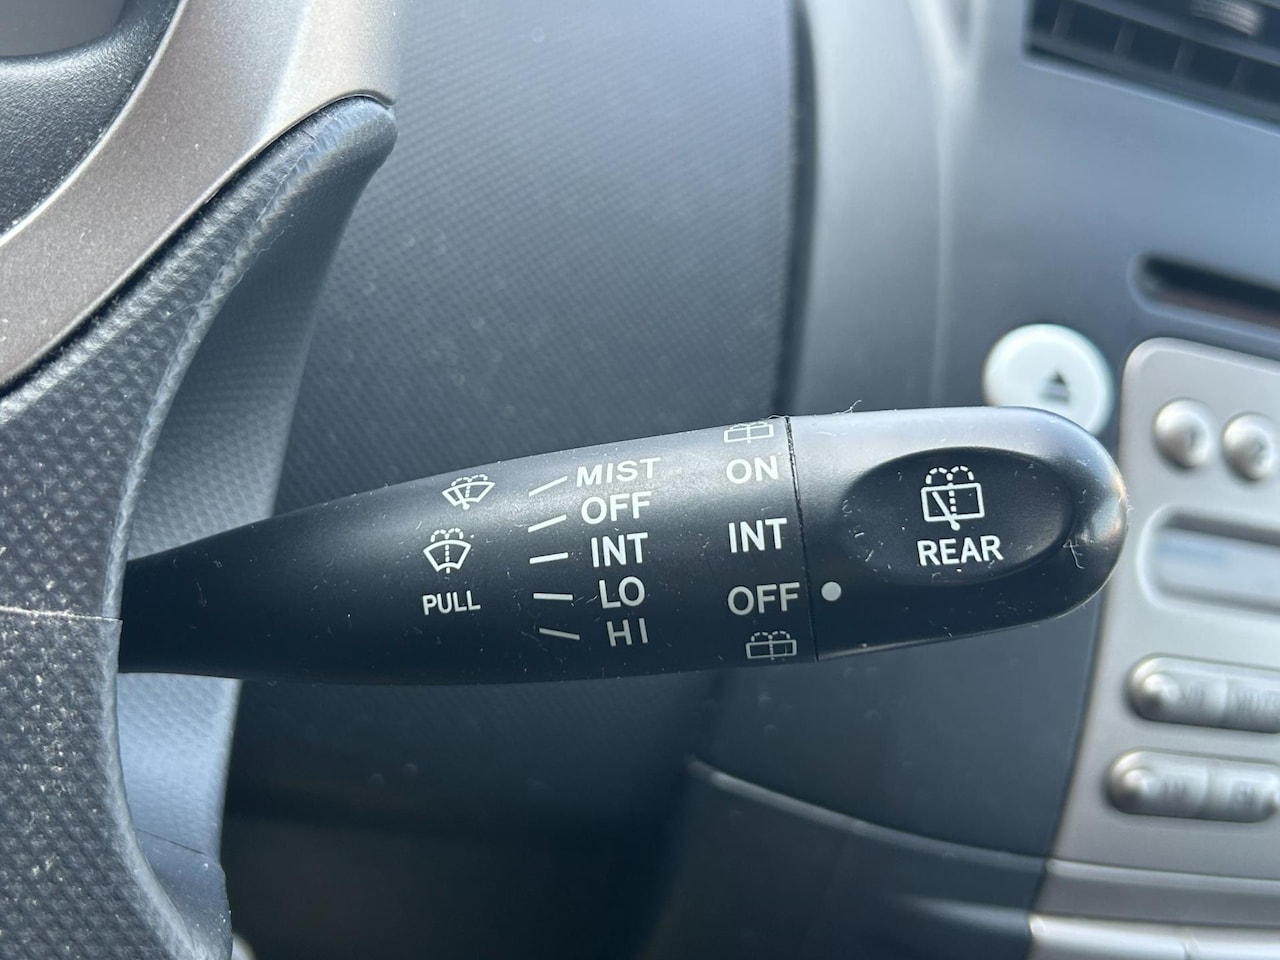 MIST
OFF
INT
LO
HI
PULL
ON
INT
OFF
REAR